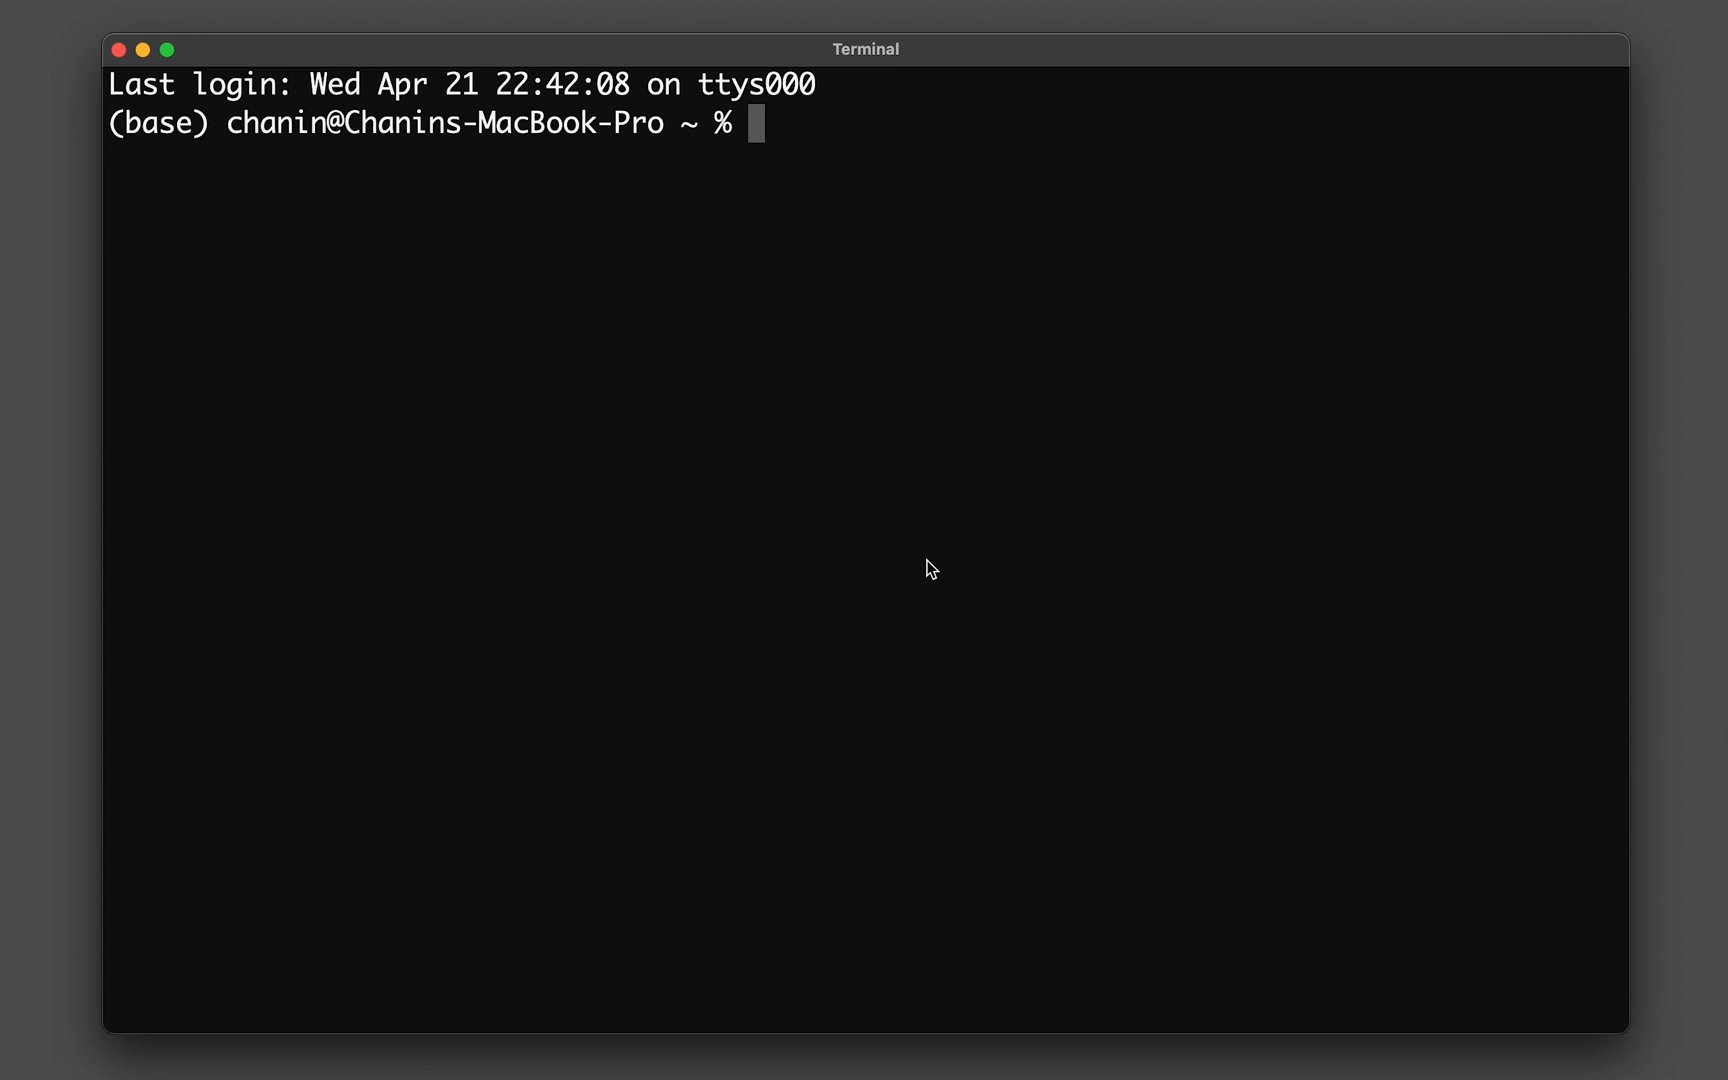 Terminal
Last login: Wed Apr 21 22:42:08 on ttys000
(base) chanin@Chanins-MacBook-Pro ~ %